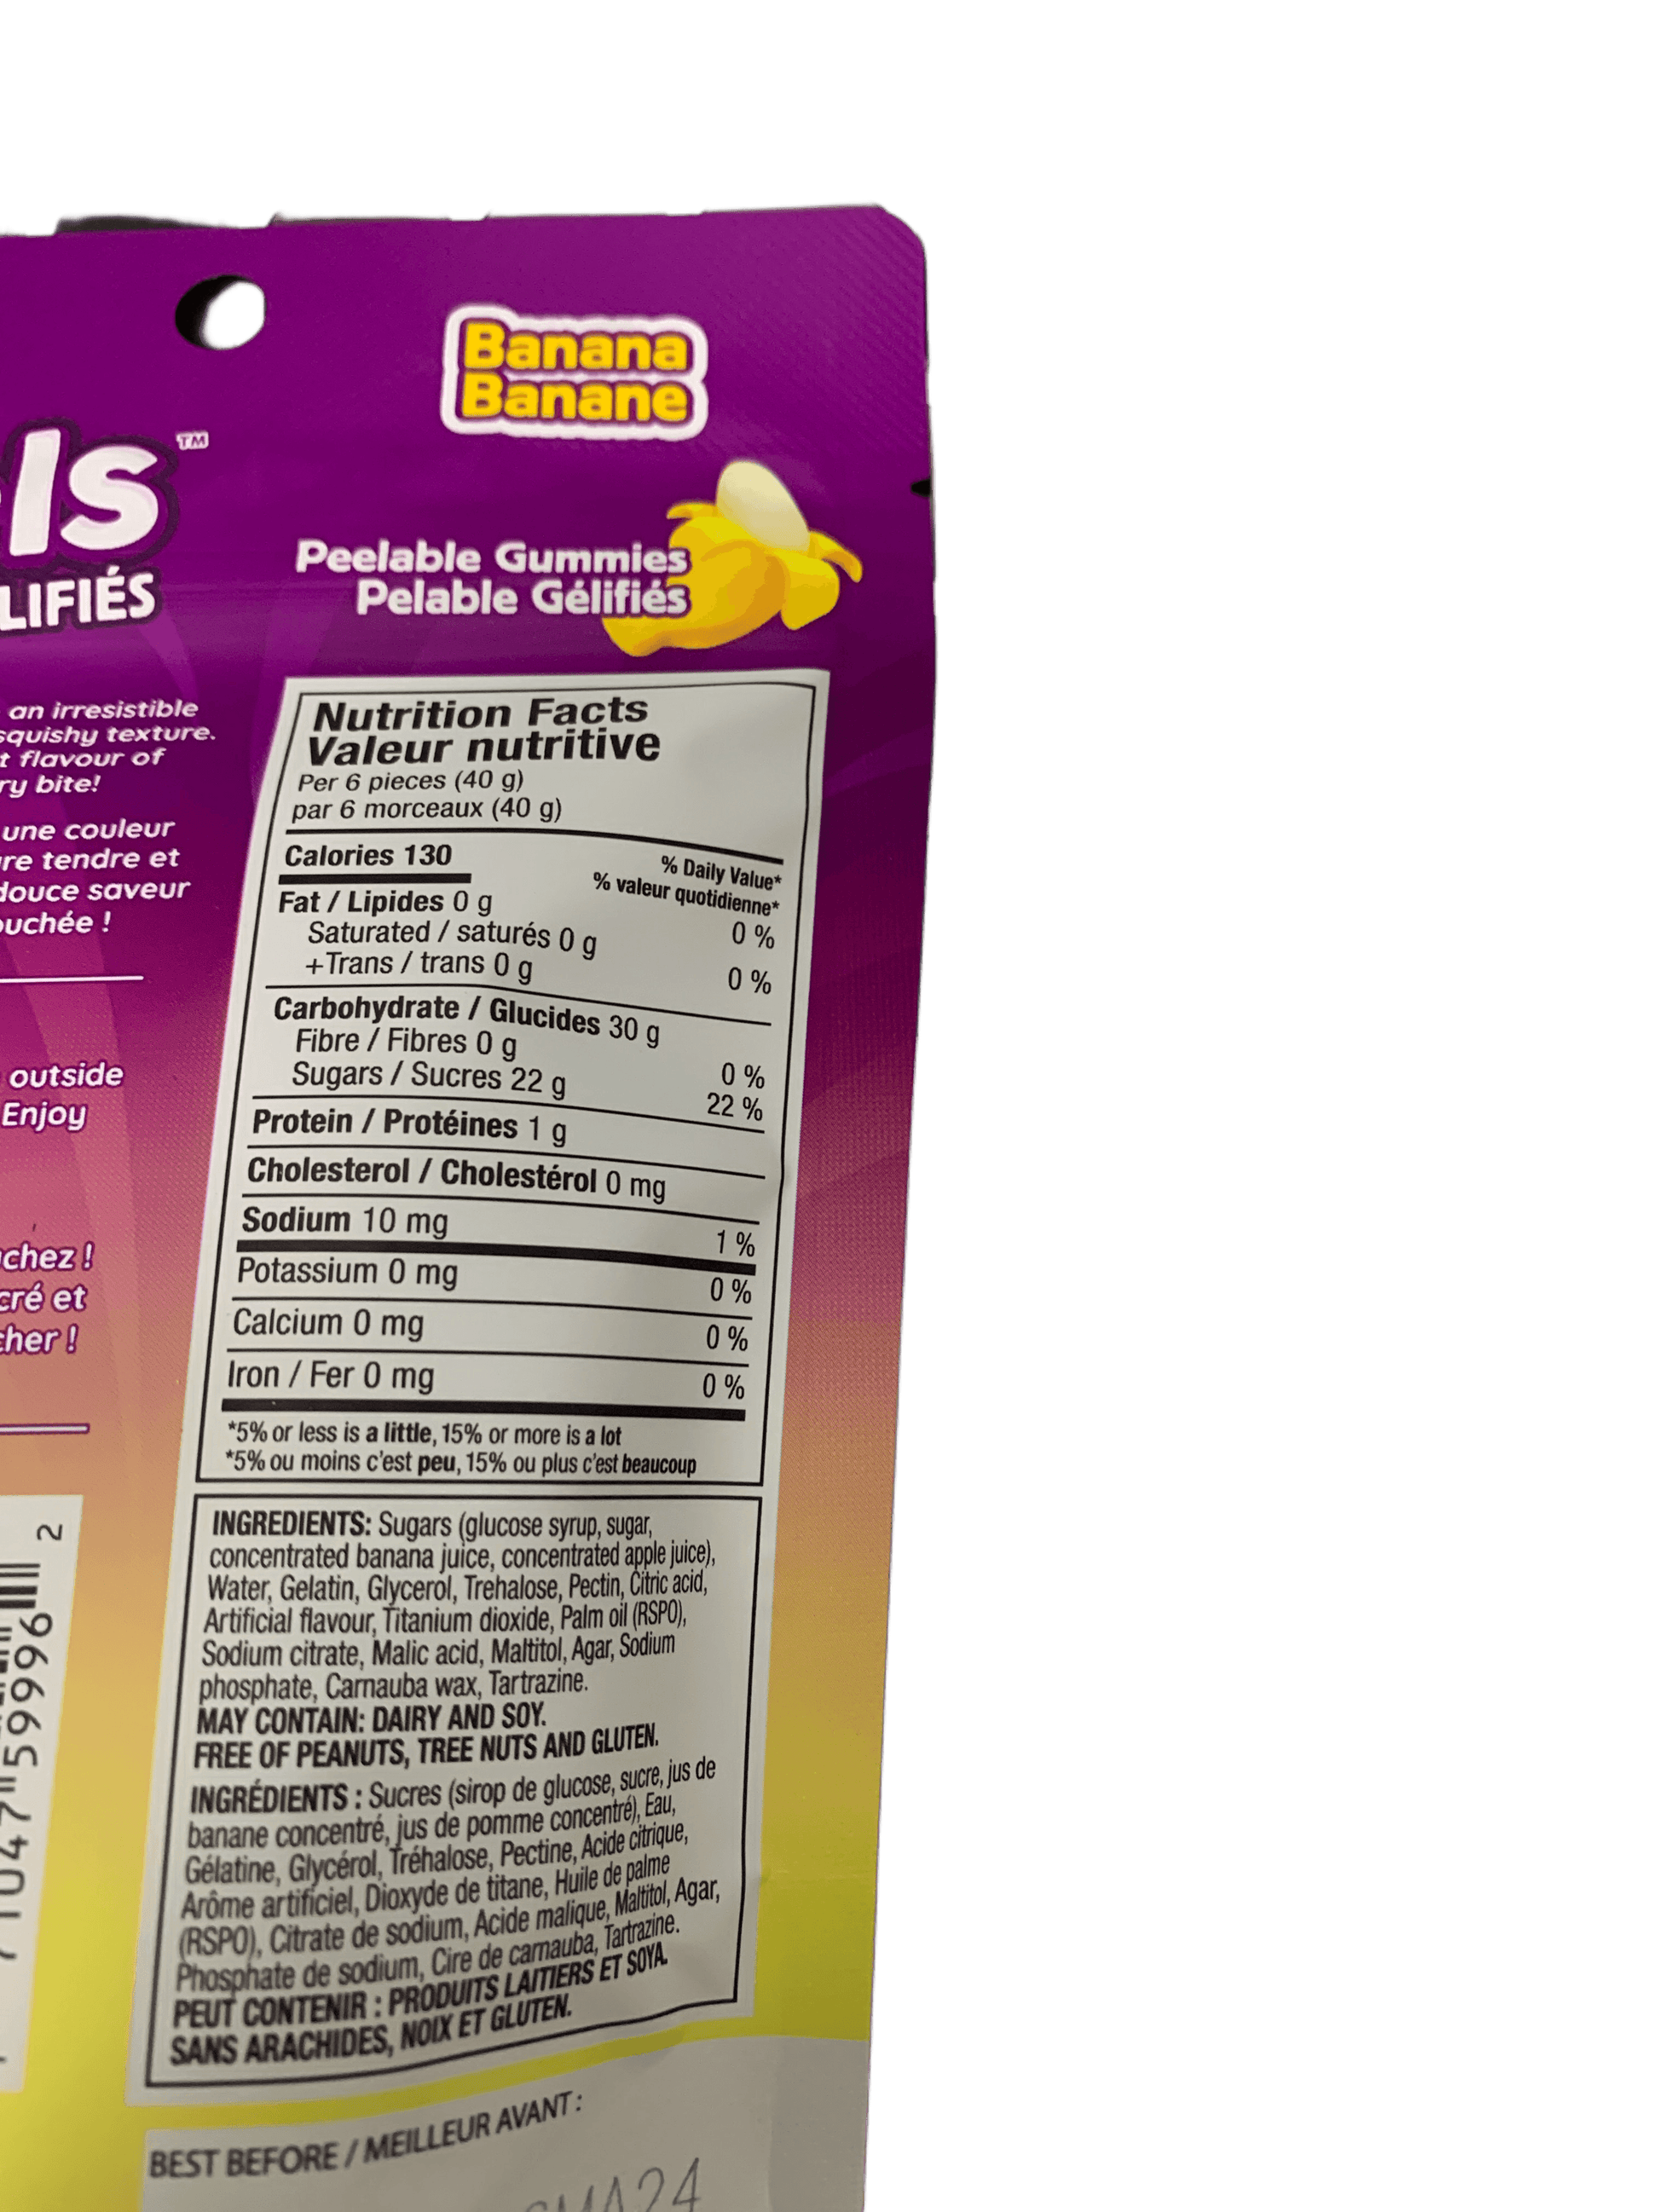 Banana
Banane
ls™
LIFIÉS
Peelable Gummies
Pelable Gélifiés
an irresistible
squishy texture.
flavour of
bite!
une couleur
tendre et
douce saveur
!
outside
Enjoy
!
et
!
Nutrition Facts
Valeur nutritive
Per 6 pieces (40 g)
par 6 morceaux (40 g)
Calories 130
% Daily Value*
% valeur quotidienne*
Fat / Lipides 0 g 0 %
Saturated / saturés 0 g
+Trans / trans 0 g 0 %
Carbohydrate / Glucides 30 g
Fibre / Fibres 0 g 0 %
Sugars / Sucres 22 g 22 %
Protein / Protéines 1 g
Cholesterol / Cholestérol 0 mg
Sodium 10 mg 1 %
Potassium 0 mg 0 %
Calcium 0 mg 0 %
Iron / Fer 0 mg 0 %
*5% or less is a little, 15% or more is a lot
*5% ou moins c'est peu, 15% ou plus c'est beaucoup
INGREDIENTS: Sugars (glucose syrup, sugar,
concentrated banana juice, concentrated apple juice),
Water, Gelatin, Glycerol, Trehalose, Pectin, Citric acid,
Artificial flavour, Titanium dioxide, Palm oil (RSPO),
Sodium citrate, Malic acid, Maltitol, Agar, Sodium
phosphate, Carnauba wax, Tartrazine.
MAY CONTAIN: DAIRY AND SOY.
FREE OF PEANUTS, TREE NUTS AND GLUTEN.
INGRÉDIENTS : Sucres (sirop de glucose, sucre, jus de
banane concentré, jus de pomme concentré), Eau,
Gélatine, Glycérol, Tréhalose, Pectine, Acide citrique,
Arôme artificiel, Dioxyde de titane, Huile de palme
(RSPO), Citrate de sodium, Acide malique, Maltitol, Agar,
Phosphate de sodium, Cire de carnauba, Tartrazine.
PEUT CONTENIR : PRODUITS LAITIERS ET SOYA.
SANS ARACHIDES, NOIX ET GLUTEN.
59996 2
BEST BEFORE / MEILLEUR AVANT :
MA24